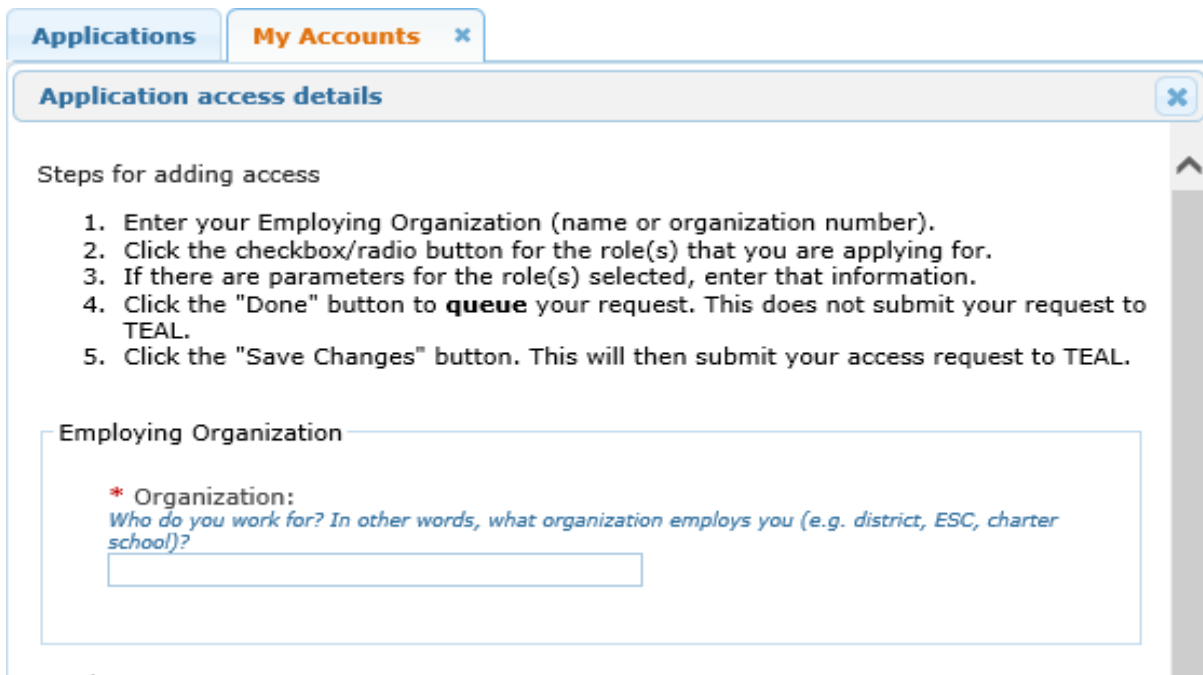 Applications My Accounts
Application access details
Steps for adding access
1. Enter your Employing Organization (name or organization number).
2. Click the checkbox/radio button for the role(s) that you are applying for.
3. If there are parameters for the role(s) selected, enter that information.
4. Click the "Done" button to queue your request. This does not submit your request to
TEAL.
5. Click the "Save Changes" button. This will then submit your access request to TEAL.
Employing Organization
* Organization:
Who do you work for? In other words, what organization employs you (e.g. district, ESC, charter
school)?